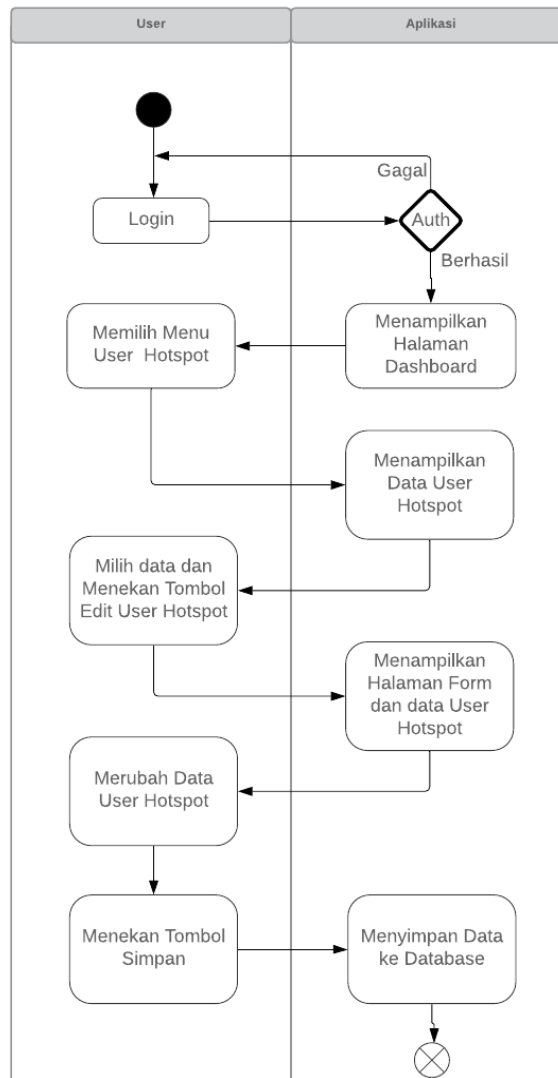 User
Aplikasi
Gagal
Login
Auth
Berhasil
Memilih Menu
User Hotspot
Menampilkan
Halaman
Dashboard
Menampilkan
Data User
Hotspot
Milih data dan
Menekan Tombol
Edit User Hotspot
Menampilkan
Halaman Form
dan data User
Hotspot
Merubah Data
User Hotspot
Menekan Tombol
Simpan
Menyimpan Data
ke Database